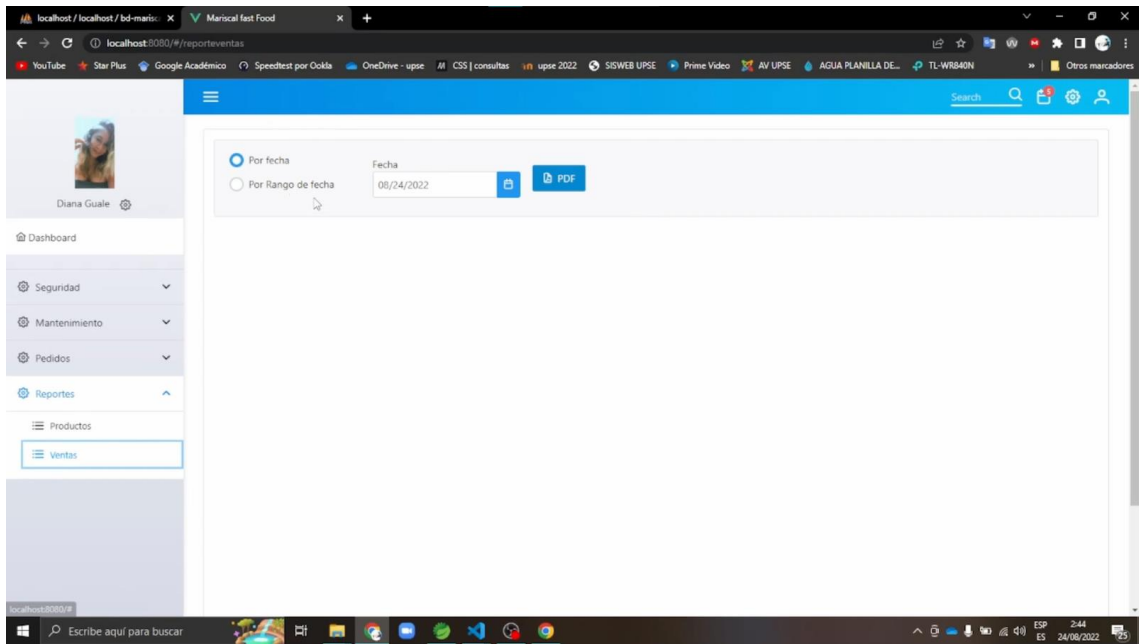 localhost / localhost / bd-marisc
Mariscal fast Food
localhost:8080/#/reporteventas
YouTube
Star Plus
Google Académico
Speedtest por Ookla
OneDrive - upse
CSS | consultas
upse 2022
SISWEB UPSE
Prime Video
AV UPSE
AGUA PLANILLA DE...
TL-WR840N
»
Otros marcadores
Search
Por fecha
Por Rango de fecha
Fecha
08/24/2022
PDF
Diana Guale
Dashboard
Seguridad
Mantenimiento
Pedidos
Reportes
Productos
Ventas
localhost:8080/#
Escribe aquí para buscar
ESP
ES
2:44
24/08/2022